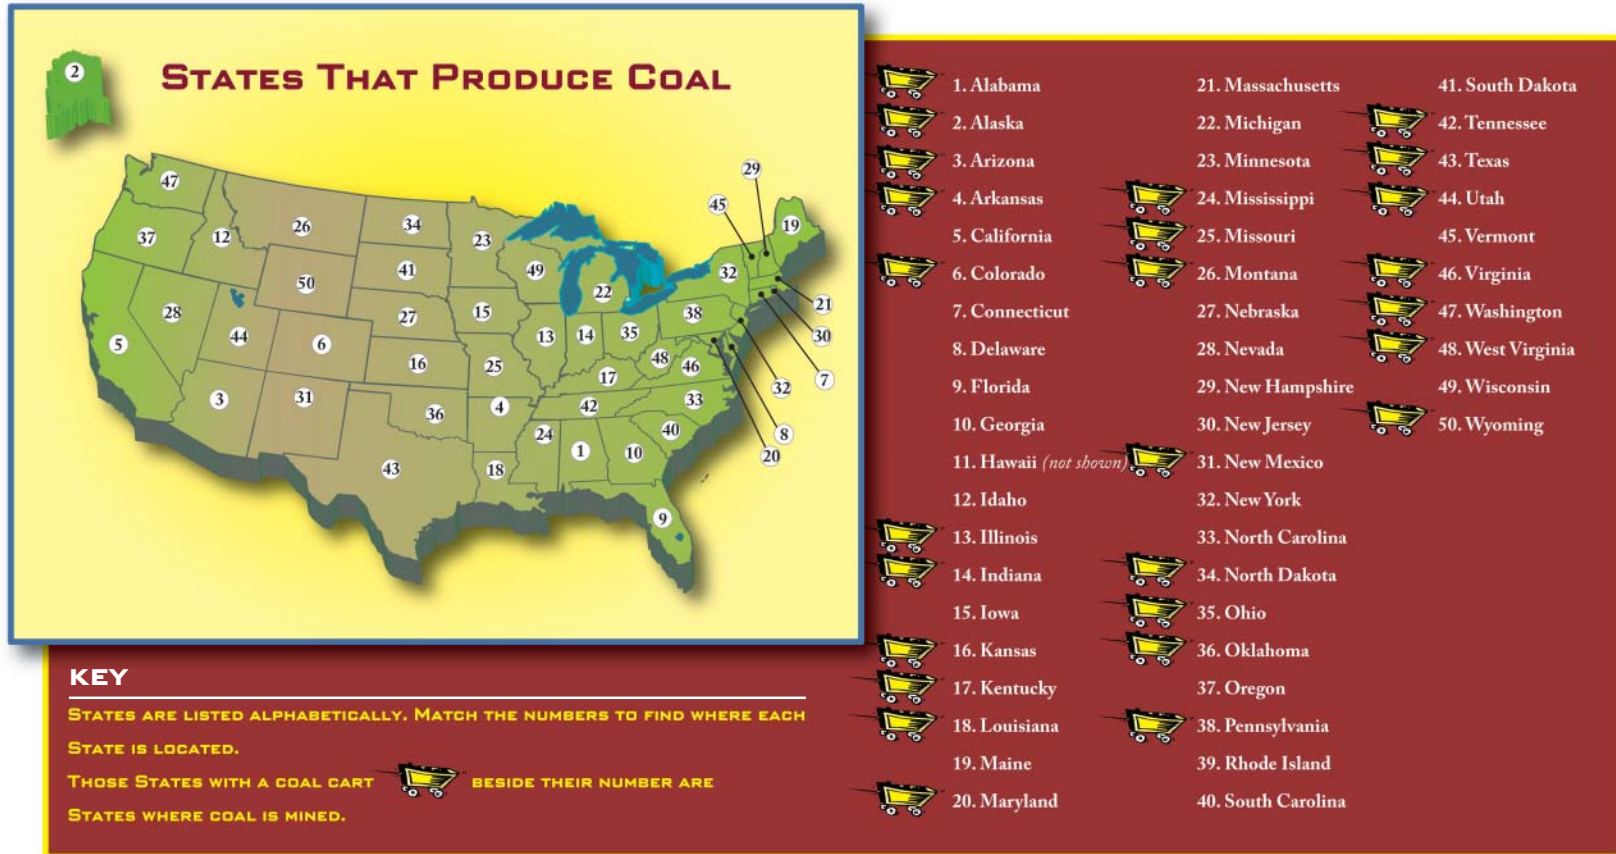 STATES THAT PRODUCE COAL
2
29
47
45
19
26
34
37
12
23
41
49
32
50
22
21
28
27
15
38
30
5
44
6
13
14
35
16
25
48
46
7
17
32
3
31
4
42
33
36
24
40
8
1
10
20
43
18
9
KEY
STATES ARE LISTED ALPHABETICALLY. MATCH THE NUMBERS TO FIND WHERE EACH
STATE IS LOCATED.
THOSE STATES WITH A COAL CART BESIDE THEIR NUMBER ARE
STATES WHERE COAL IS MINED.
1. Alabama
2. Alaska
3. Arizona
4. Arkansas
5. California
6. Colorado
7. Connecticut
8. Delaware
9. Florida
10. Georgia
11. Hawaii (not shown)
12. Idaho
13. Illinois
14. Indiana
15. Iowa
16. Kansas
17. Kentucky
18. Louisiana
19. Maine
20. Maryland
21. Massachusetts
22. Michigan
23. Minnesota
24. Mississippi
25. Missouri
26. Montana
27. Nebraska
28. Nevada
29. New Hampshire
30. New Jersey
31. New Mexico
32. New York
33. North Carolina
34. North Dakota
35. Ohio
36. Oklahoma
37. Oregon
38. Pennsylvania
39. Rhode Island
40. South Carolina
41. South Dakota
42. Tennessee
43. Texas
44. Utah
45. Vermont
46. Virginia
47. Washington
48. West Virginia
49. Wisconsin
50. Wyoming